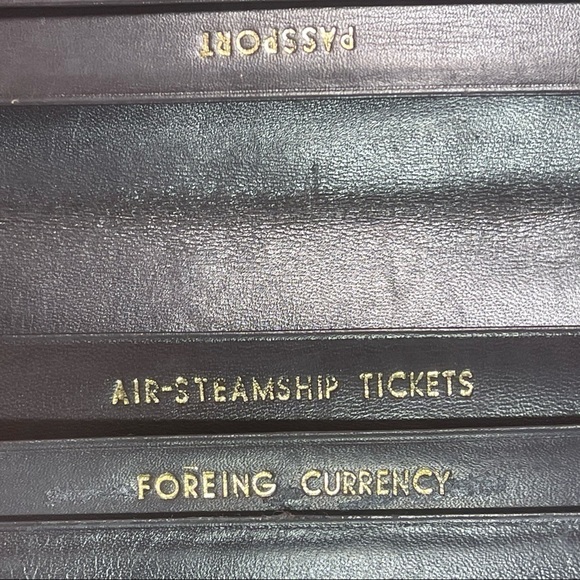 PASSPORT
AIR-STEAMSHIP TICKETS
FOREING CURRENCY